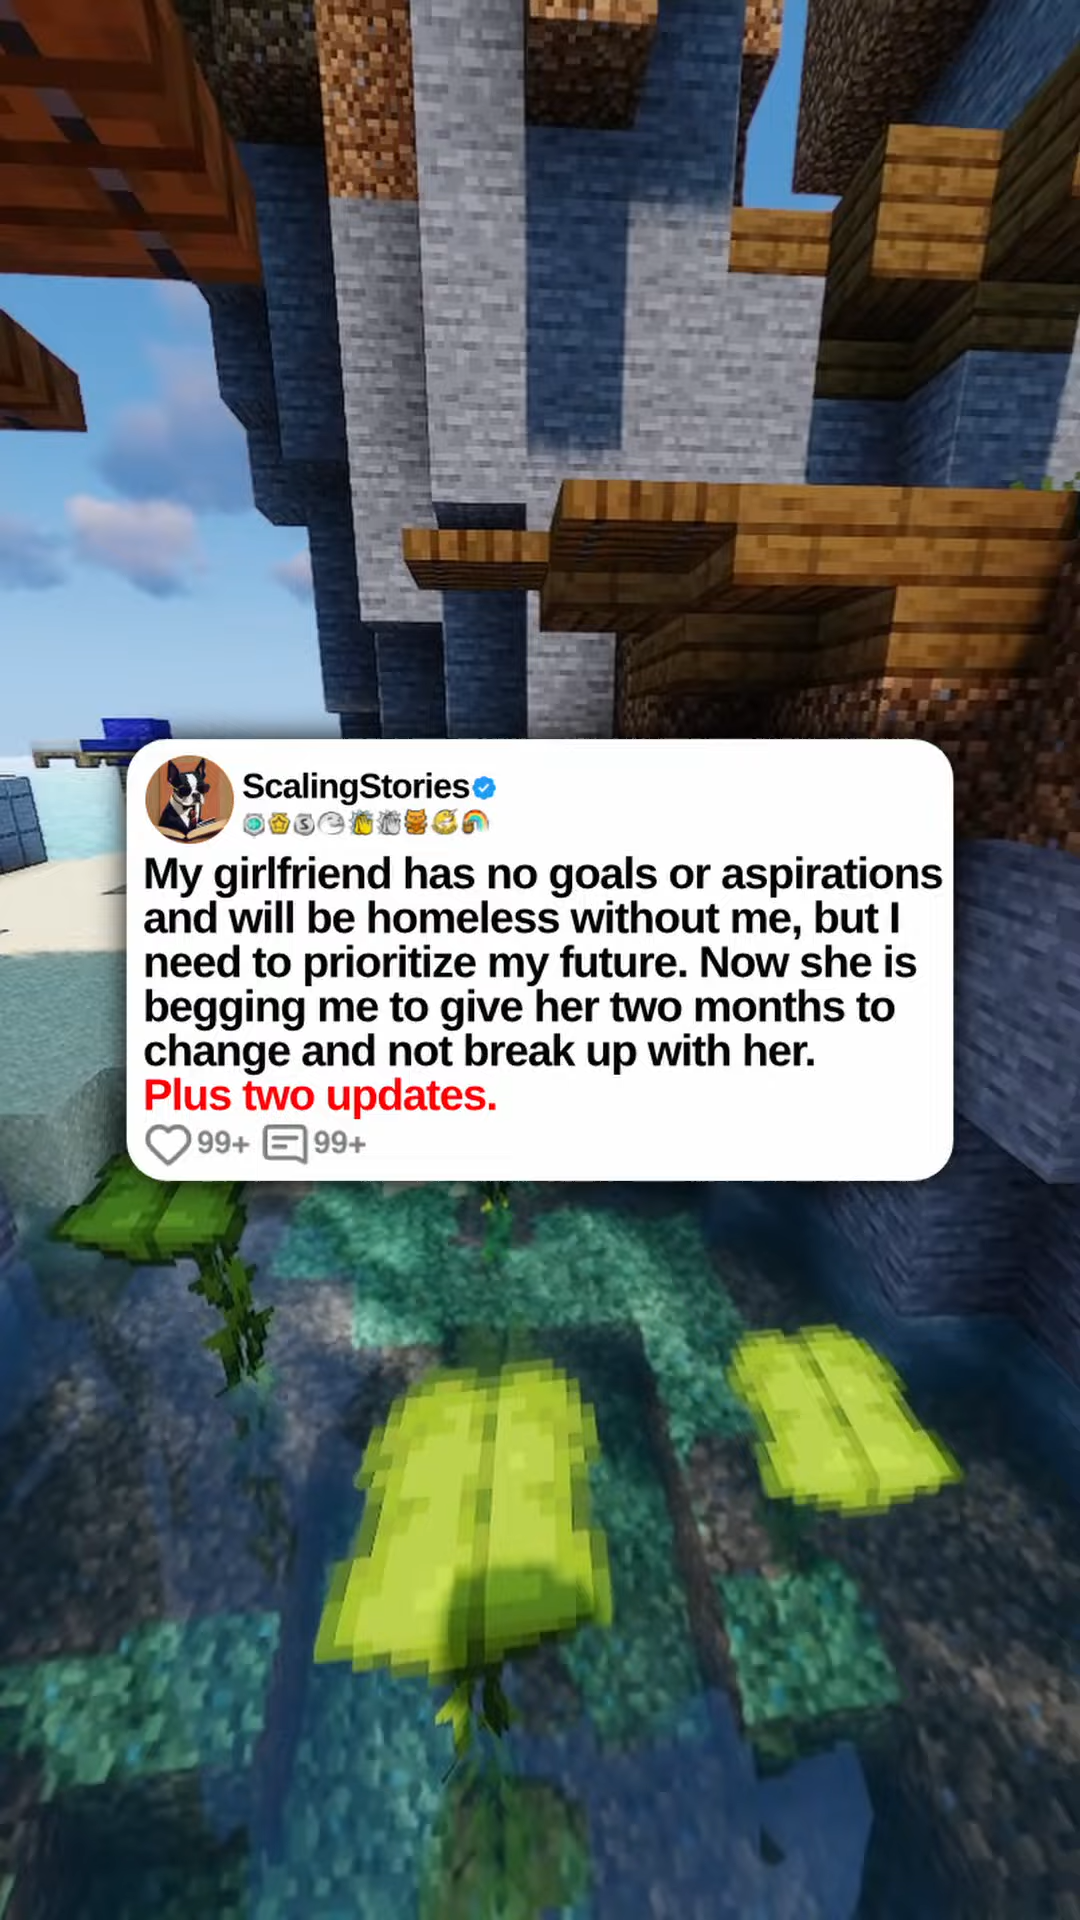 ScalingStories
My girlfriend has no goals or aspirations
and will be homeless without me, but I
need to prioritize my future. Now she is
begging me to give her two months to
change and not break up with her.
Plus two updates.
99+ 99+